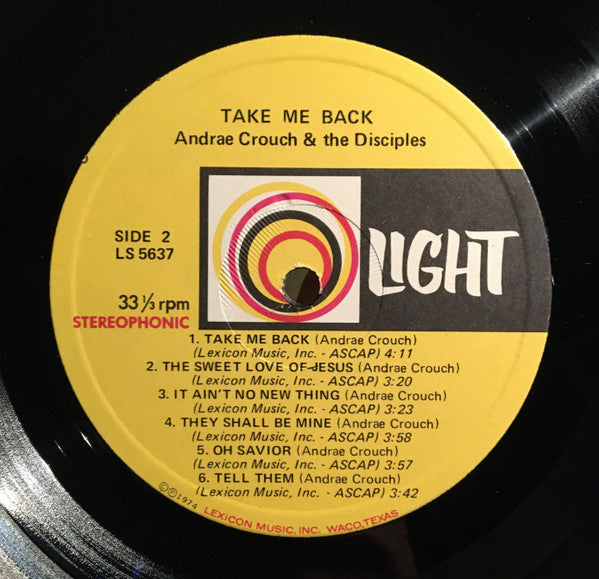 TAKE ME BACK
Andrae Crouch & the Disciples
LIGHT
SIDE 2
LS 5637
33 ⅓ rpm
STEREOPHONIC
1. TAKE ME BACK (Andrae Crouch)
(Lexicon Music, Inc. - ASCAP) 4:11
2. THE SWEET LOVE OF JESUS (Andrae Crouch)
(Lexicon Music, Inc. - ASCAP) 3:20
3. IT AIN'T NO NEW THING (Andrae Crouch)
(Lexicon Music, Inc. - ASCAP) 3:23
4. THEY SHALL BE MINE (Andrae Crouch)
(Lexicon Music, Inc. - ASCAP) 3:58
5. OH SAVIOR (Andrae Crouch)
(Lexicon Music, Inc. - ASCAP) 3:57
6. TELL THEM (Andrae Crouch)
(Lexicon Music, Inc. - ASCAP) 3:42
©℗1974 LEXICON MUSIC, INC. WACO, TEXAS